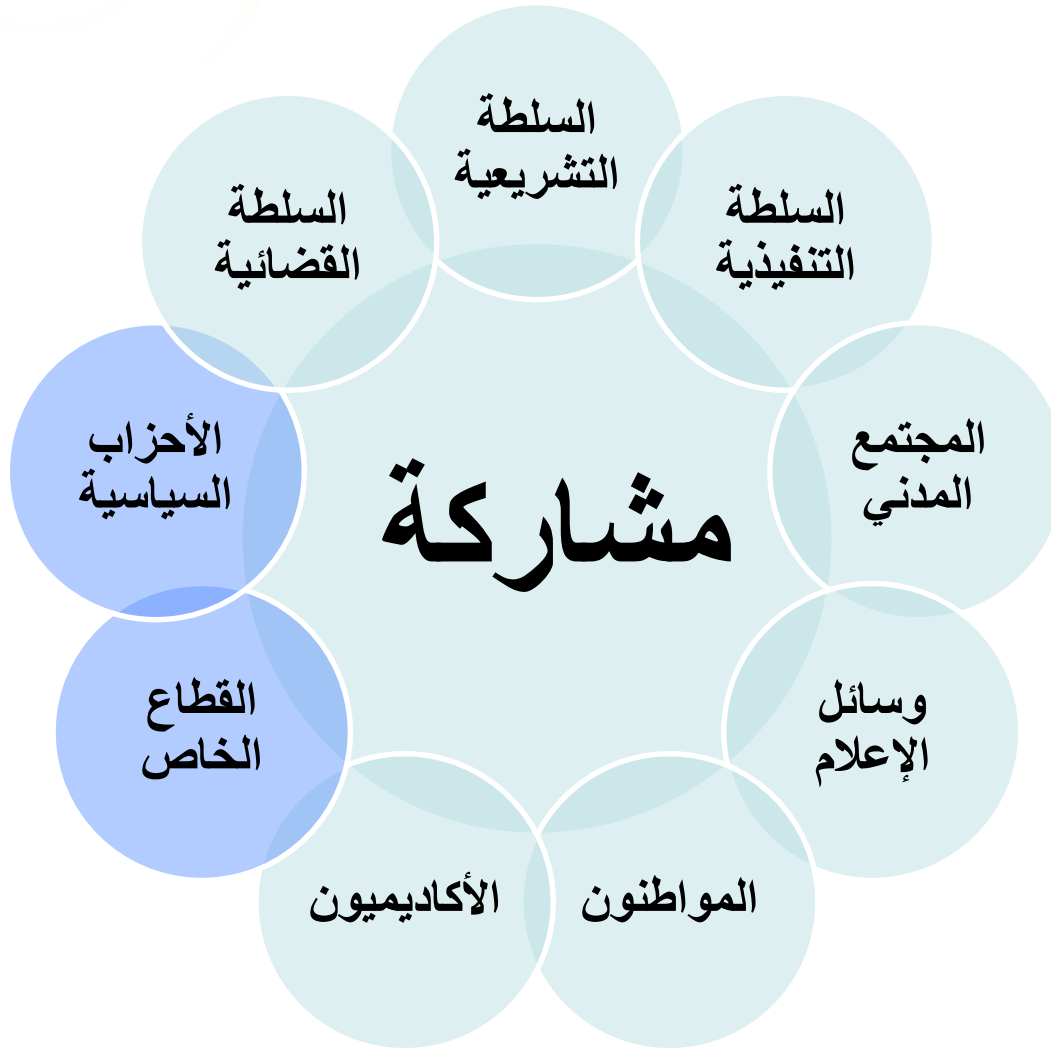 السلطة
التشريعية
السلطة
التنفيذية
المجتمع
المدني
وسائل
الإعلام
المواطنون
الأكاديميون
القطاع
الخاص
الأحزاب
السياسية
السلطة
القضائية
مشاركة